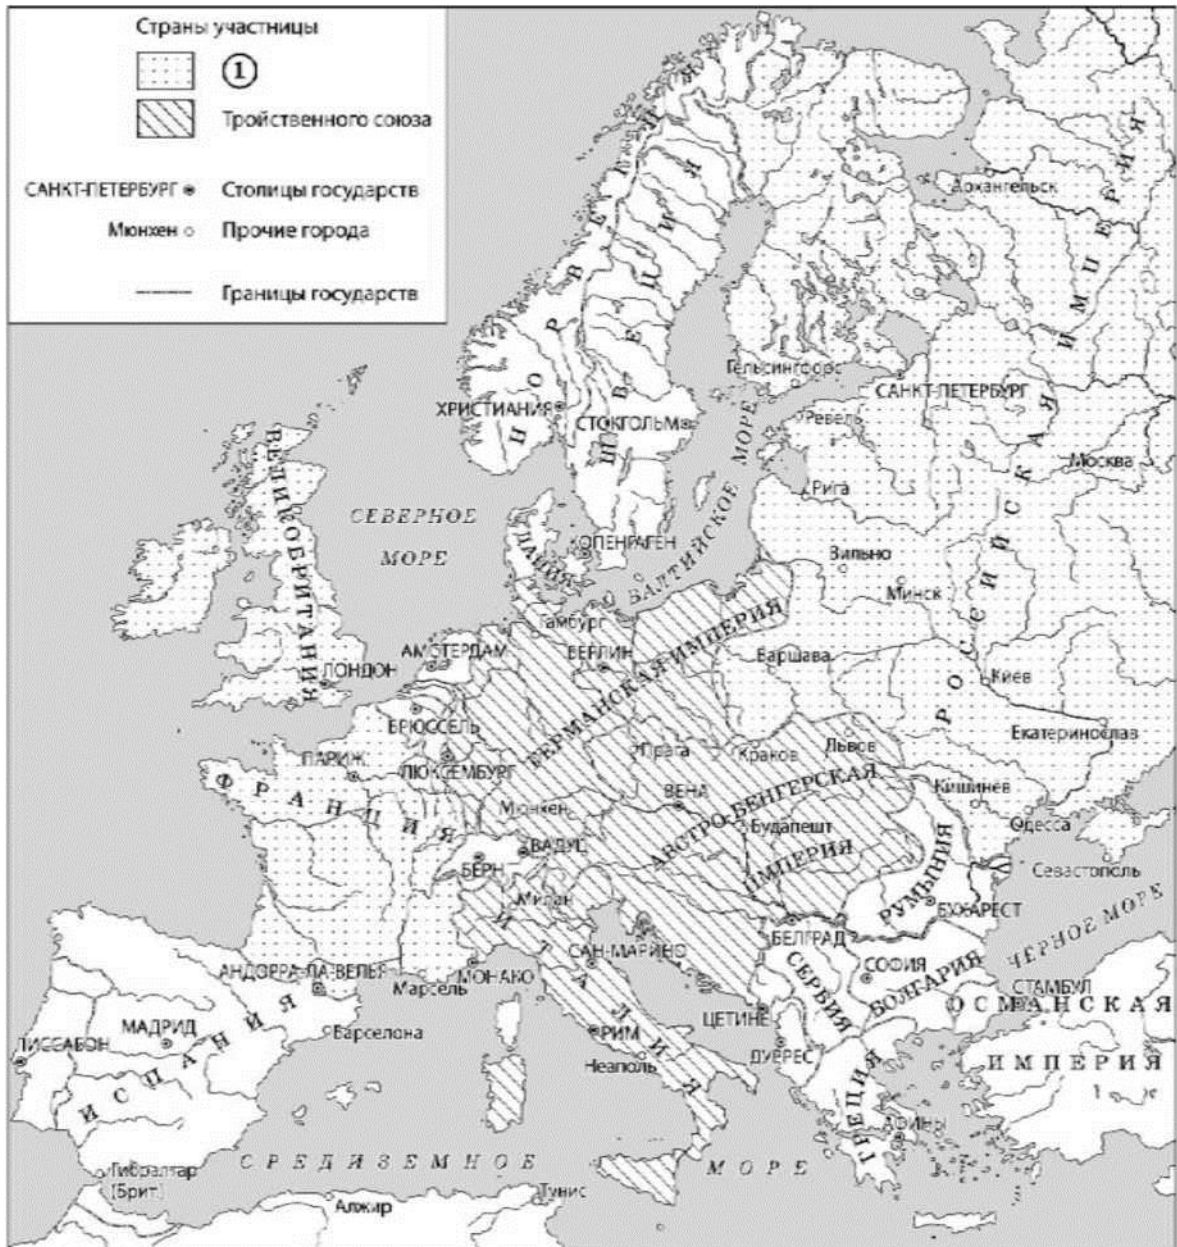 Страны участницы
1
Тройственного союза
САНКТ-ПЕТЕРБУРГ
Столицы государств
Мюнхен
Прочие города
Границы государств
НОРВЕГИЯ
ШВЕЦИЯ
РОССИЙСКАЯ ИМПЕРИЯ
Архангельск
Гельсингфорс
САНКТ-ПЕТЕРБУРГ
ХРИСТИАНИЯ
СТОКГОЛЬМ
Ревель
Москва
Рига
ВЕЛИКОБРИТАНИЯ
СЕВЕРНОЕ
МОРЕ
БАЛТИЙСКОЕ МОРЕ
ДАНИЯ
КОПЕНГАГЕН
Вильно
Минск
Гамбург
АМСТЕРДАМ
БЕРЛИН
ГЕРМАНСКАЯ ИМПЕРИЯ
Варшава
ЛОНДОН
Киев
БРЮССЕЛЬ
Екатеринослав
ПАРИЖ
ЛЮКСЕМБУРГ
Прага
Краков
Львов
ФРАНЦИЯ
Мюнхен
ВЕНА
АВСТРО-ВЕНГЕРСКАЯ
ИМПЕРИЯ
Будапешт
Кишинев
Одесса
ВАДУЦ
БЕРН
Севастополь
Милан
РУМЫНИЯ
БУХАРЕСТ
ИТАЛИЯ
САН-МАРИНО
БЕЛГРАД
ЧЕРНОЕ МОРЕ
АНДОРРА-ЛА-ВЕЛЬЯ
МОНАКО
Марсель
СЕРБИЯ
СОФИЯ
БОЛГАРИЯ
СТАМБУЛ
ОСМАНСКАЯ
ИМПЕРИЯ
МАДРИД
Барселона
ЛИССАБОН
ИСПАНИЯ
РИМ
Неаполь
ЦЕТИНЕ
ДУРРЕС
ГРЕЦИЯ
АФИНЫ
Гибралтар
(Брит.)
СРЕДИЗЕМНОЕ
МОРЕ
Алжир
Тунис